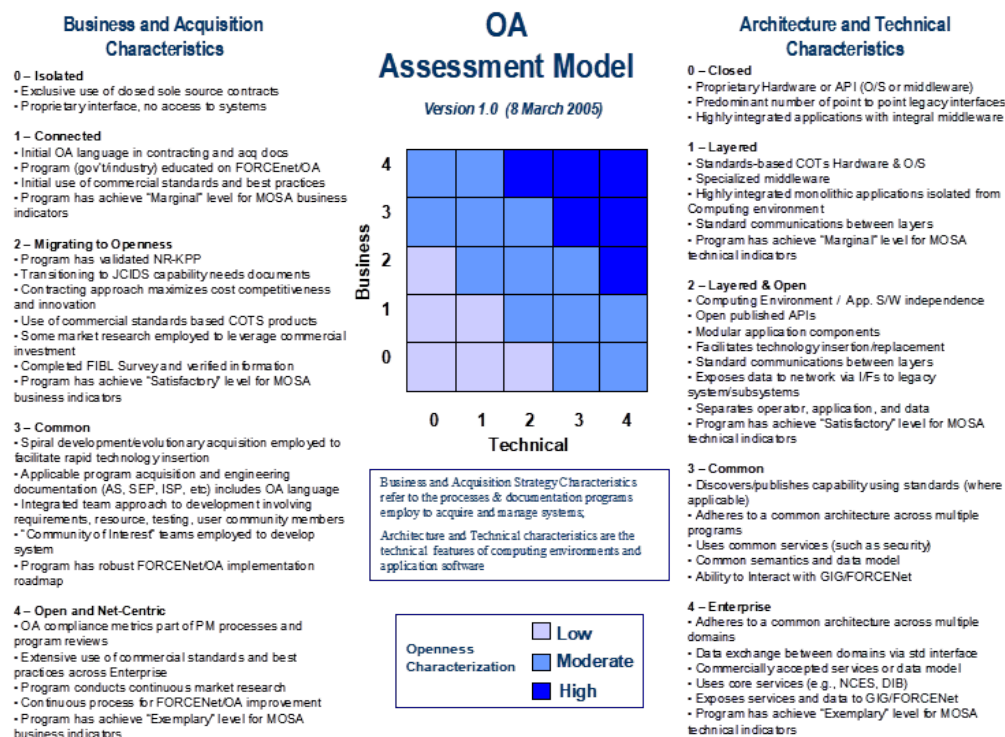 Business and Acquisition
Characteristics
0 – Isolated
• Exclusive use of closed sole source contracts
• Proprietary interface, no access to systems
1 – Connected
• Initial OA language in contracting and acq docs
• Program (gov't/industry) educated on FORCEnet/OA
• Initial use of commercial standards and best practices
• Program has achieve "Marginal" level for MOSA business
indicators
2 – Migrating to Openness
• Program has validated NR-KPP
• Transitioning to JCIDS capability needs documents
• Contracting approach maximizes cost competitiveness
and innovation
• Use of commercial standards based COTS products
• Some market research employed to leverage commercial
investment
• Completed FIBL Survey and verified information
• Program has achieve "Satisfactory" level for MOSA
business indicators
3 – Common
• Spiral development/evolutionary acquisition employed to
facilitate rapid technology insertion
• Applicable program acquisition and engineering
documentation (AS, SEP, ISP, etc) includes OA language
• Integrated team approach to development involving
requirements, resource, testing, user community members
• "Community of Interest" teams employed to develop
system
• Program has robust FORCENet/OA implementation
roadmap
4 – Open and Net-Centric
• OA compliance metrics part of PM processes and
program reviews
• Extensive use of commercial standards and best
practices across Enterprise
• Program conducts continuous market research
• Continuous process for FORCENet/OA improvement
• Program has achieve "Exemplary" level for MOSA
business indicators
OA
Assessment Model
Version 1.0 (8 March 2005)
4
3
2
1
0
Business
0 1 2 3 4
Technical
Business and Acquisition Strategy Characteristics
refer to the processes & documentation programs
employ to acquire and manage systems;
Architecture and Technical characteristics are the
technical features of computing environments and
application software
Openness
Characterization
Low
Moderate
High
Architecture and Technical
Characteristics
0 – Closed
• Proprietary Hardware or API (O/S or middleware)
• Predominant number of point to point legacy interfaces
• Highly integrated applications with integral middleware
1 – Layered
• Standards-based COTs Hardware & O/S
• Specialized middleware
• Highly integrated monolithic applications isolated from
Computing environment
• Standard communications between layers
• Program has achieve "Marginal" level for MOSA
technical indicators
2 – Layered & Open
• Computing Environment / App. S/W independence
• Open published APIs
• Modular application components
• Facilitates technology insertion/replacement
• Standard communications between layers
• Exposes data to network via I/Fs to legacy
system/subsystems
• Separates operator, application, and data
• Program has achieve "Satisfactory" level for MOSA
technical indicators
3 – Common
• Discovers/publishes capability using standards (where
applicable)
• Adheres to a common architecture across multiple
programs
• Uses common services (such as security)
• Common semantics and data model
• Ability to Interact with GIG/FORCENet
4 – Enterprise
• Adheres to a common architecture across multiple
domains
• Data exchange between domains via std interface
• Commercially accepted services or data model
• Uses core services (e.g., NCES, DIB)
• Exposes services and data to GIG/FORCENet
• Program has achieve "Exemplary" level for MOSA
technical indicators